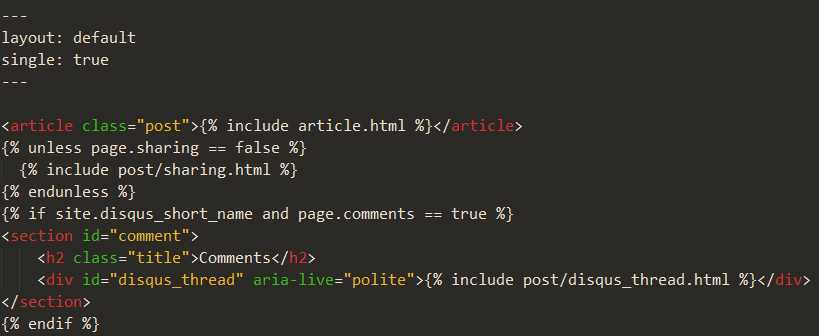 ---
layout: default
single: true
---
<article class="post">{% include article.html %}</article>
{% unless page.sharing == false %}
  {% include post/sharing.html %}
{% endunless %}
{% if site.disqus_short_name and page.comments == true %}
<section id="comment">
    <h2 class="title">Comments</h2>
    <div id="disqus_thread" aria-live="polite">{% include post/disqus_thread.html %}</div>
</section>
{% endif %}